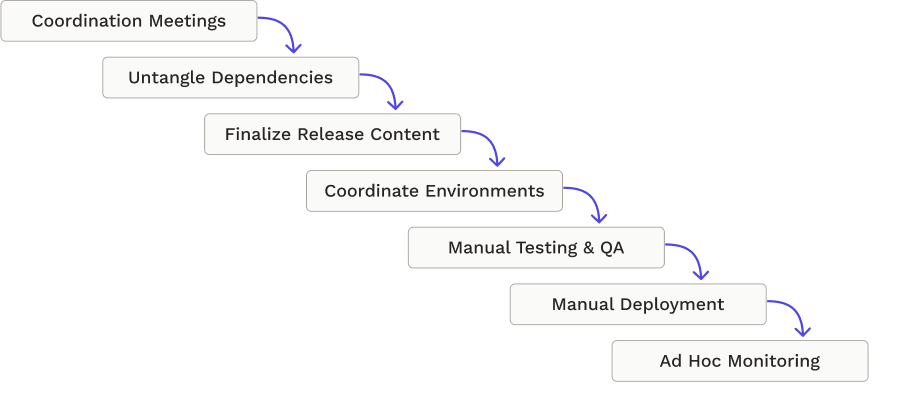 Coordination Meetings
Untangle Dependencies
Finalize Release Content
Coordinate Environments
Manual Testing & QA
Manual Deployment
Ad Hoc Monitoring